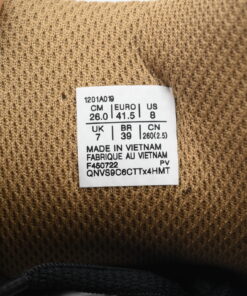 1201A019
CM EURO US
26.0 41.5 8
UK BR CN
7 39 260(2.5)
MADE IN VIETNAM
FABRIQUE AU VIETNAM
F450722 PV
QNVS9C6CTTx4HMT